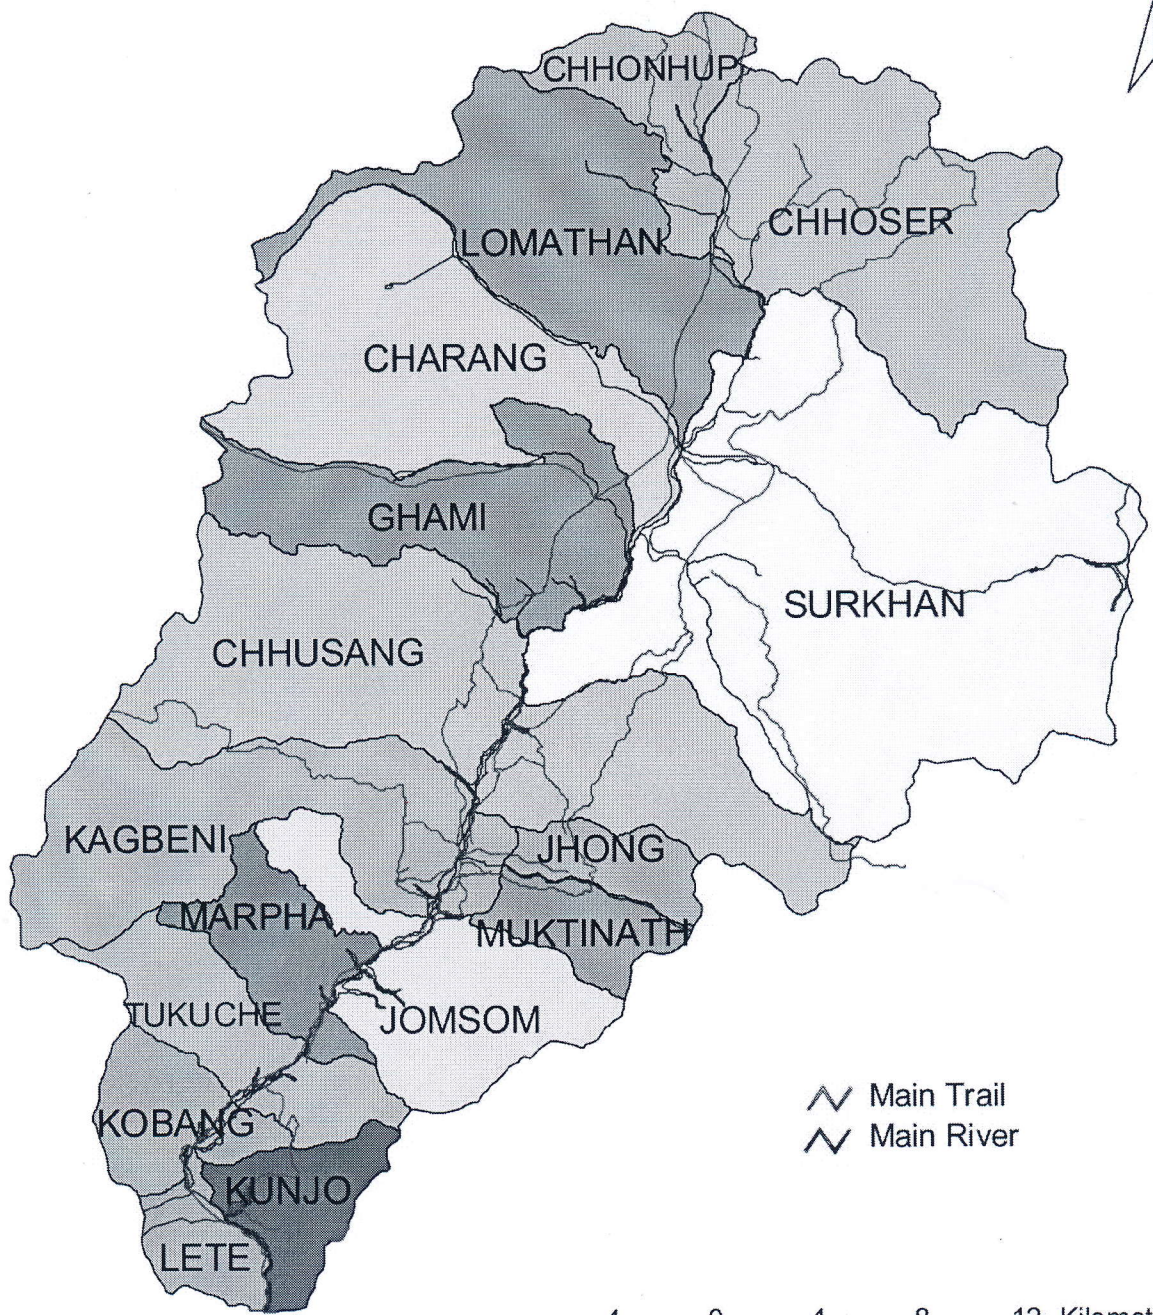 CHHONHUP
CHHOSER
LOMATHAN
CHARANG
GHAMI
SURKHAN
CHHUSANG
KAGBENI
JHONG
MARPHA
MUKTINATH
TUKUCHE
JOMSOM
Main Trail
KOBANG
Main River
KUNJO
LETE
4 0 4 8 12